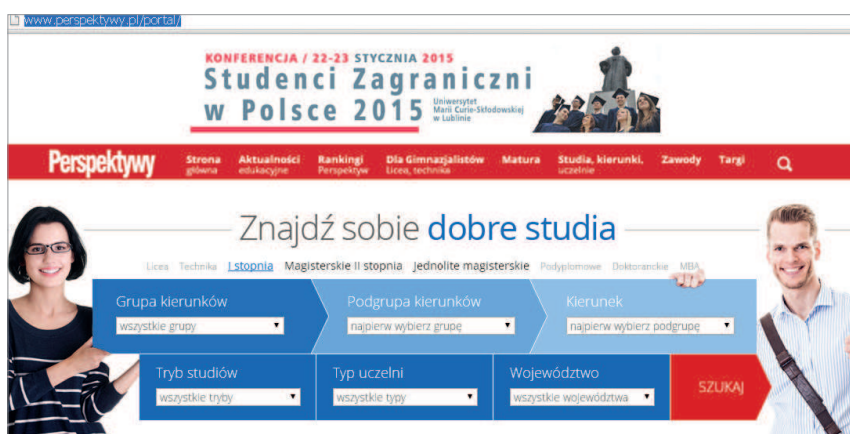 www.perspektywy.pl/portal/
KONFERENCJA / 22-23 STYCZNIA 2015
Studenci Zagraniczni
w Polsce 2015
Uniwersytet
Marii Curie-Skłodowskiej
w Lublinie
Perspektywy
Strona główna
Aktualności edukacyjne
Rankingi Perspektyw
Dla Gimnazjalistów Licea, technika
Matura
Studia, kierunki, uczelnie
Zawody
Targi
Znajdź sobie dobre studia
Licea Technika I stopnia Magisterskie II stopnia Jednolite magisterskie Podyplomowe Doktoranckie MBA
Grupa kierunków
wszystkie grupy
Podgrupa kierunków
najpierw wybierz grupę
Kierunek
najpierw wybierz podgrupę
Tryb studiów
wszystkie tryby
Typ uczelni
wszystkie typy
Województwo
wszystkie województwa
SZUKAJ